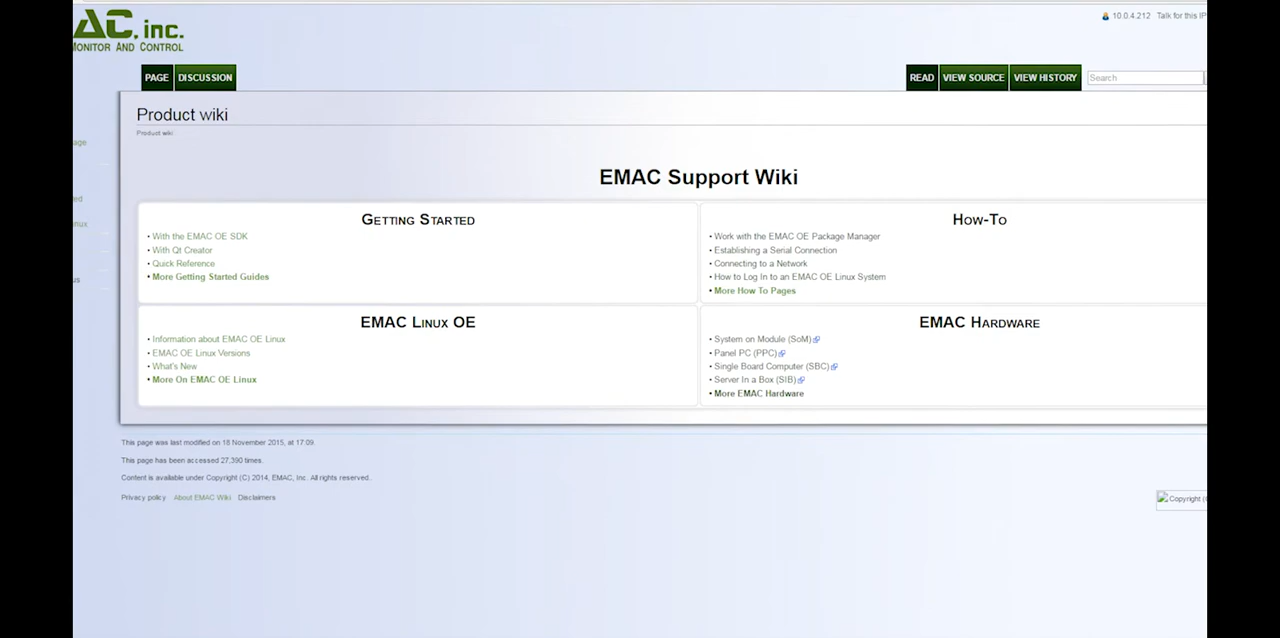 AC, inc.
MONITOR AND CONTROL
10.0.4.212 Talk for this IP
PAGE DISCUSSION READ VIEW SOURCE VIEW HISTORY Search
Product wiki
Product wiki
age
ed
nux
us
EMAC Support Wiki
GETTING STARTED
• With the EMAC OE SDK
• With Qt Creator
• Quick Reference
• More Getting Started Guides
HOW-TO
• Work with the EMAC OE Package Manager
• Establishing a Serial Connection
• Connecting to a Network
• How to Log In to an EMAC OE Linux System
• More How To Pages
EMAC LINUX OE
• Information about EMAC OE Linux
• EMAC OE Linux Versions
• What's New
• More On EMAC OE Linux
EMAC HARDWARE
• System on Module (SoM)
• Panel PC (PPC)
• Single Board Computer (SBC)
• Server In a Box (SIB)
• More EMAC Hardware
This page was last modified on 18 November 2015, at 17:09.
This page has been accessed 27,390 times.
Content is available under Copyright (C) 2014, EMAC, Inc. All rights reserved.
Privacy policy About EMAC Wiki Disclaimers
Copyright (